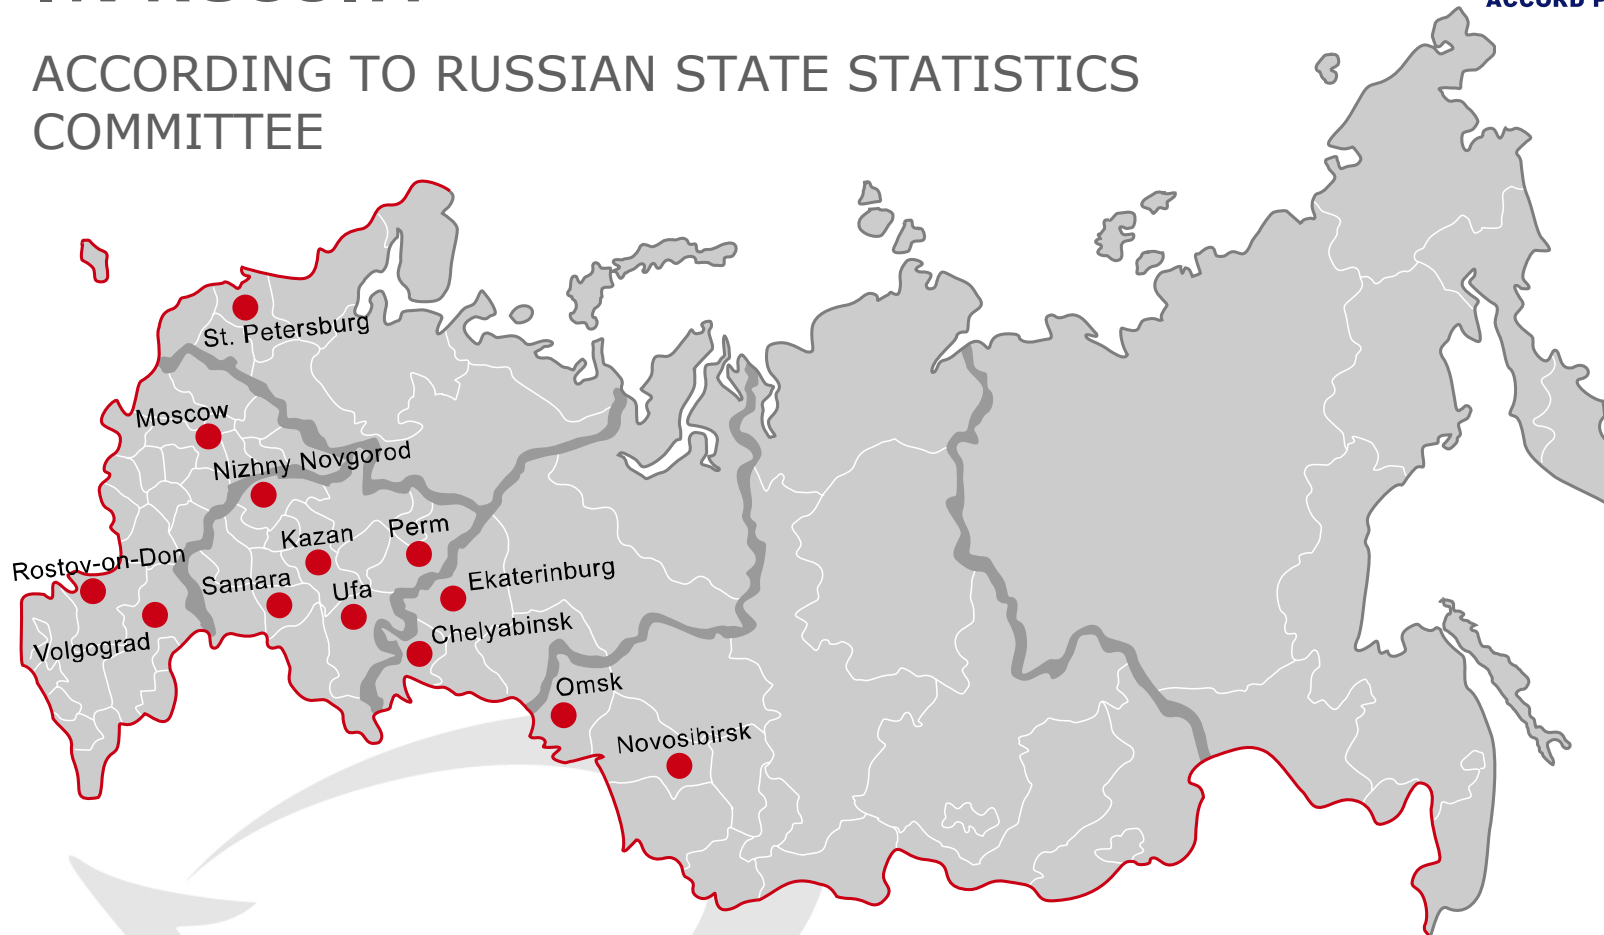 ACCORDING TO RUSSIAN STATE STATISTICS
COMMITTEE
St. Petersburg
Moscow
Nizhny Novgorod
Kazan
Perm
Rostov-on-Don
Samara
Ufa
Ekaterinburg
Volgograd
Chelyabinsk
Omsk
Novosibirsk